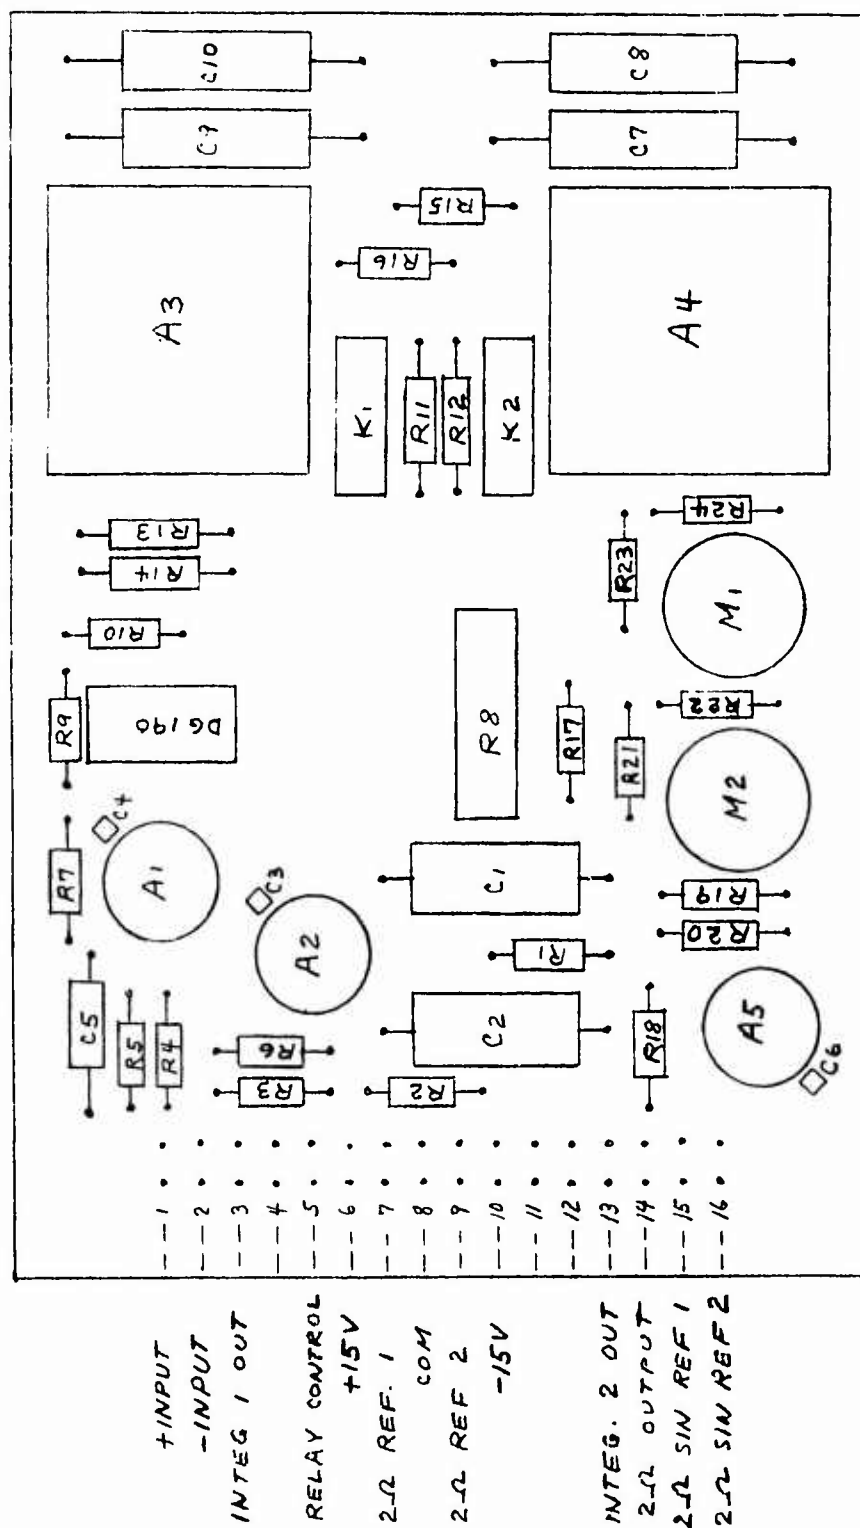 C10
C8
C9
C7
R15
R16
A3
A4
K1
R11
R12
K2
R13
R14
R24
R23
M1
R10
R9
DG190
R8
R17
R22
R21
M2
C4
R7
A1
C3
A2
C1
R19
R20
R1
C5
R5
R4
R6
R3
C2
R2
R18
A5
C6
---1
---2
---3
---4
---5
---6
---7
---8
---9
---10
---11
---12
---13
---14
---15
---16
+INPUT
-INPUT
INTEG 1 OUT
RELAY CONTROL
+15V
2Ω REF. 1
COM
2Ω REF 2
-15V
INTEG. 2 OUT
2Ω OUTPUT
2Ω SIN REF 1
2Ω SIN REF 2